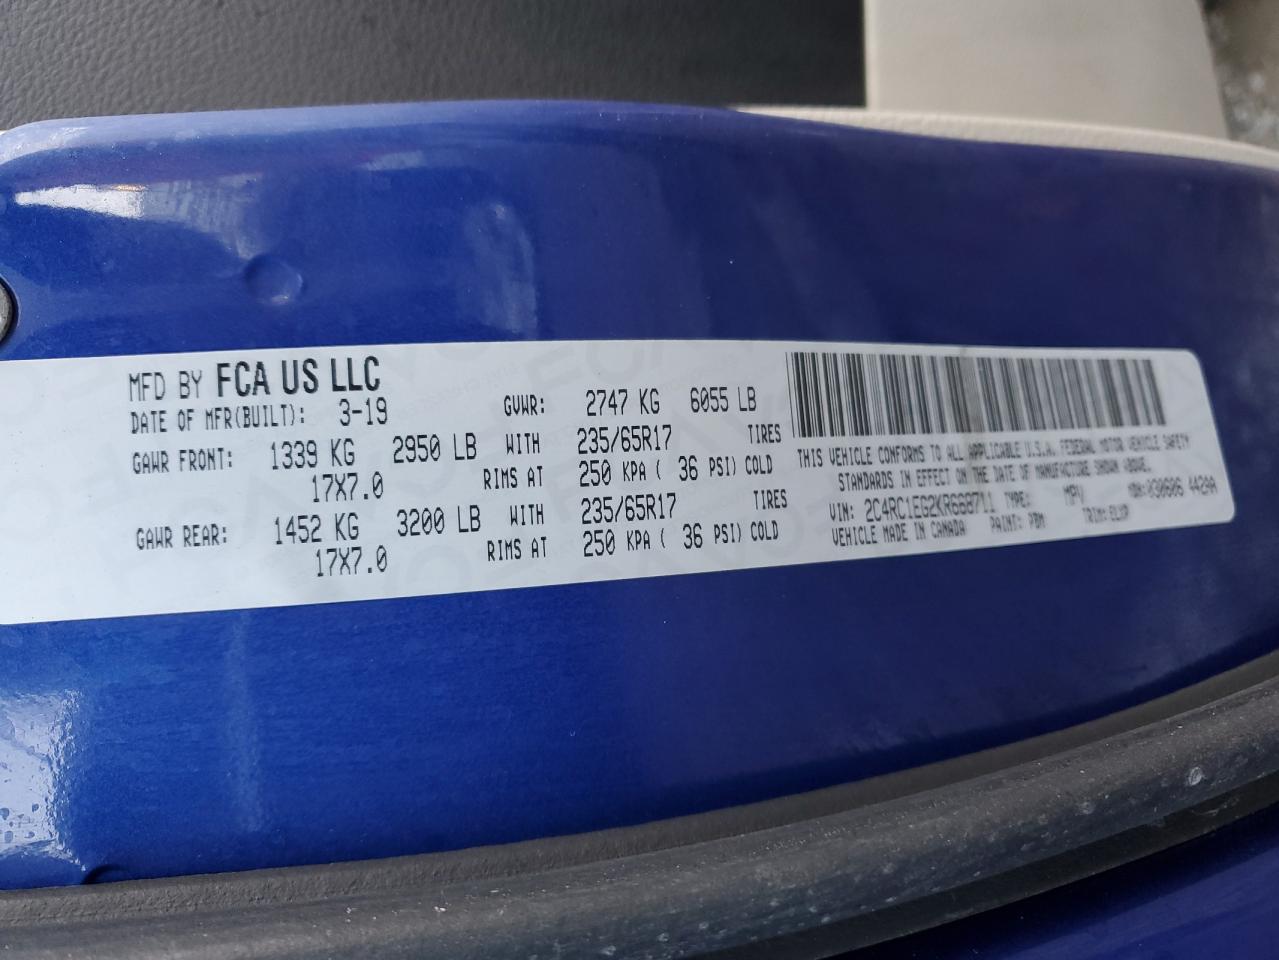 MFD BY FCA US LLC
DATE OF MFR(BUILT): 3-19 GVWR: 2747 KG 6055 LB
GAWR FRONT: 1339 KG 2950 LB WITH 235/65R17 TIRES
17X7.0 RIMS AT 250 KPA ( 36 PSI) COLD
GAWR REAR: 1452 KG 3200 LB WITH 235/65R17 TIRES
17X7.0 RIMS AT 250 KPA ( 36 PSI) COLD
THIS VEHICLE CONFORMS TO ALL APPLICABLE U.S.A. FEDERAL MOTOR VEHICLE SAFETY
STANDARDS IN EFFECT ON THE DATE OF MANUFACTURE SHOWN ABOVE.
VIN: 2C4RC1EG2KR668711 TYPE: MPV MDH:030606 442AA
VEHICLE MADE IN CANADA PAINT: PBM TRIM: